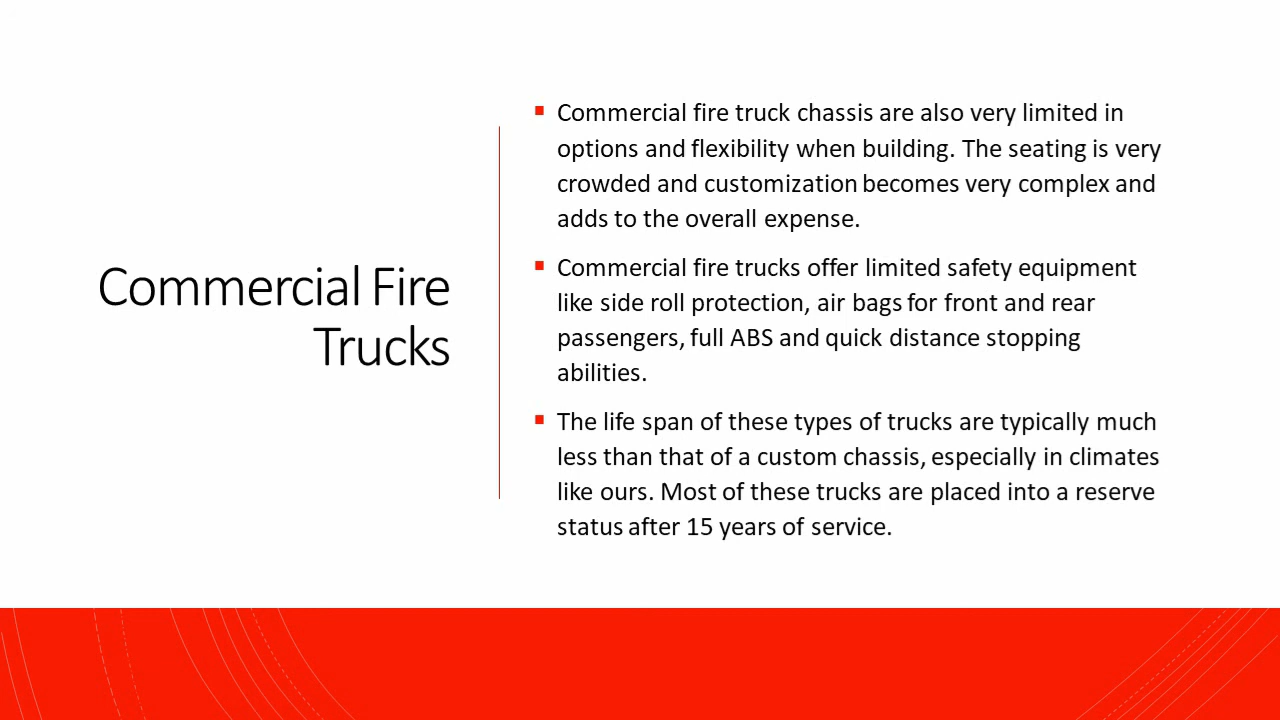 Commercial Fire
Trucks
Commercial fire truck chassis are also very limited in
options and flexibility when building. The seating is very
crowded and customization becomes very complex and
adds to the overall expense.
Commercial fire trucks offer limited safety equipment
like side roll protection, air bags for front and rear
passengers, full ABS and quick distance stopping
abilities.
The life span of these types of trucks are typically much
less than that of a custom chassis, especially in climates
like ours. Most of these trucks are placed into a reserve
status after 15 years of service.